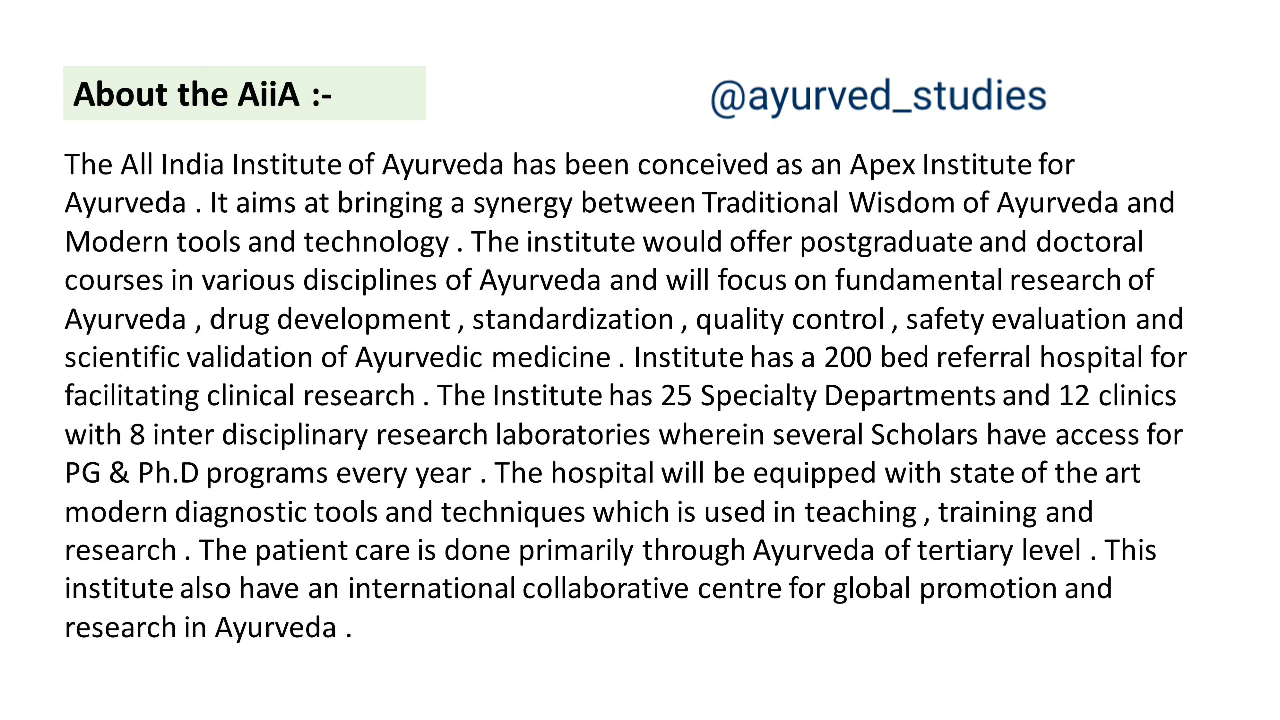 About the AiiA :-
@ayurved_studies
The All India Institute of Ayurveda has been conceived as an Apex Institute for
Ayurveda . It aims at bringing a synergy between Traditional Wisdom of Ayurveda and
Modern tools and technology . The institute would offer postgraduate and doctoral
courses in various disciplines of Ayurveda and will focus on fundamental research of
Ayurveda , drug development , standardization , quality control , safety evaluation and
scientific validation of Ayurvedic medicine . Institute has a 200 bed referral hospital for
facilitating clinical research . The Institute has 25 Specialty Departments and 12 clinics
with 8 inter disciplinary research laboratories wherein several Scholars have access for
PG & Ph.D programs every year . The hospital will be equipped with state of the art
modern diagnostic tools and techniques which is used in teaching , training and
research . The patient care is done primarily through Ayurveda of tertiary level . This
institute also have an international collaborative centre for global promotion and
research in Ayurveda .